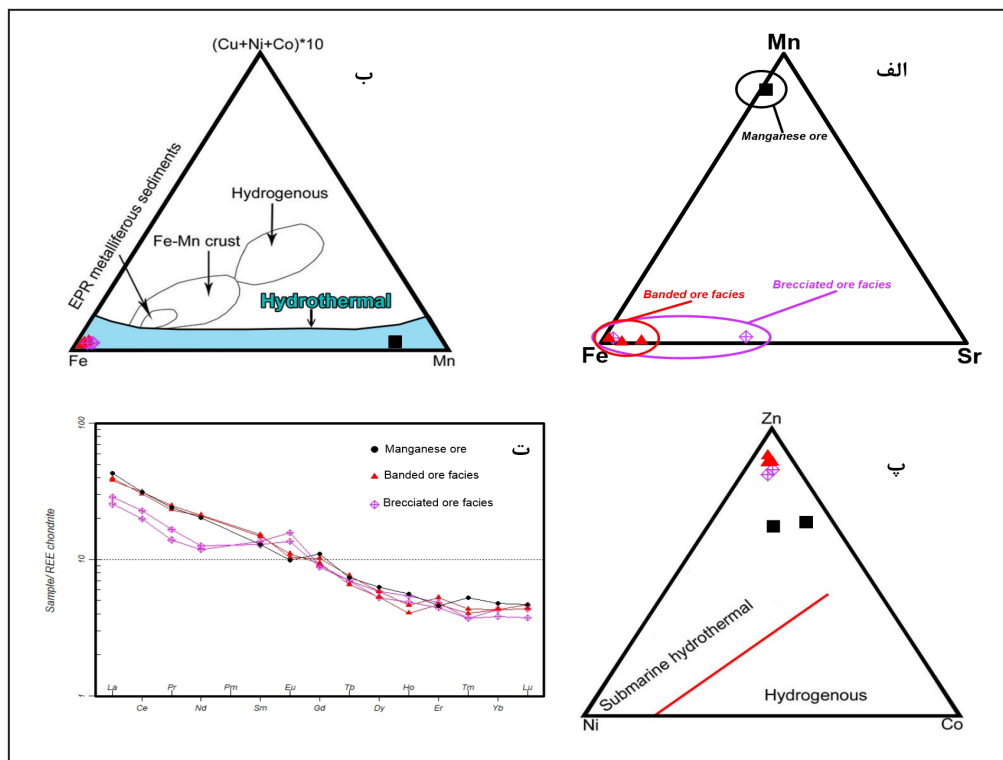 الف
Mn
Manganese ore
Banded ore facies
Brecciated ore facies
Fe
Sr
ب
(Cu+Ni+Co)*10
EPR metalliferous sediments
Hydrogenous
Fe-Mn crust
Hydrothermal
Fe
Mn
پ
Zn
Submarine hydrothermal
Hydrogenous
Ni
Co
ت
Sample/ REE chondrite
100
10
1
Manganese ore
Banded ore facies
Brecciated ore facies
La Pr Pm Sm Eu Gd Tb Ho Tm Lu
Ce Nd Dy Er Yb